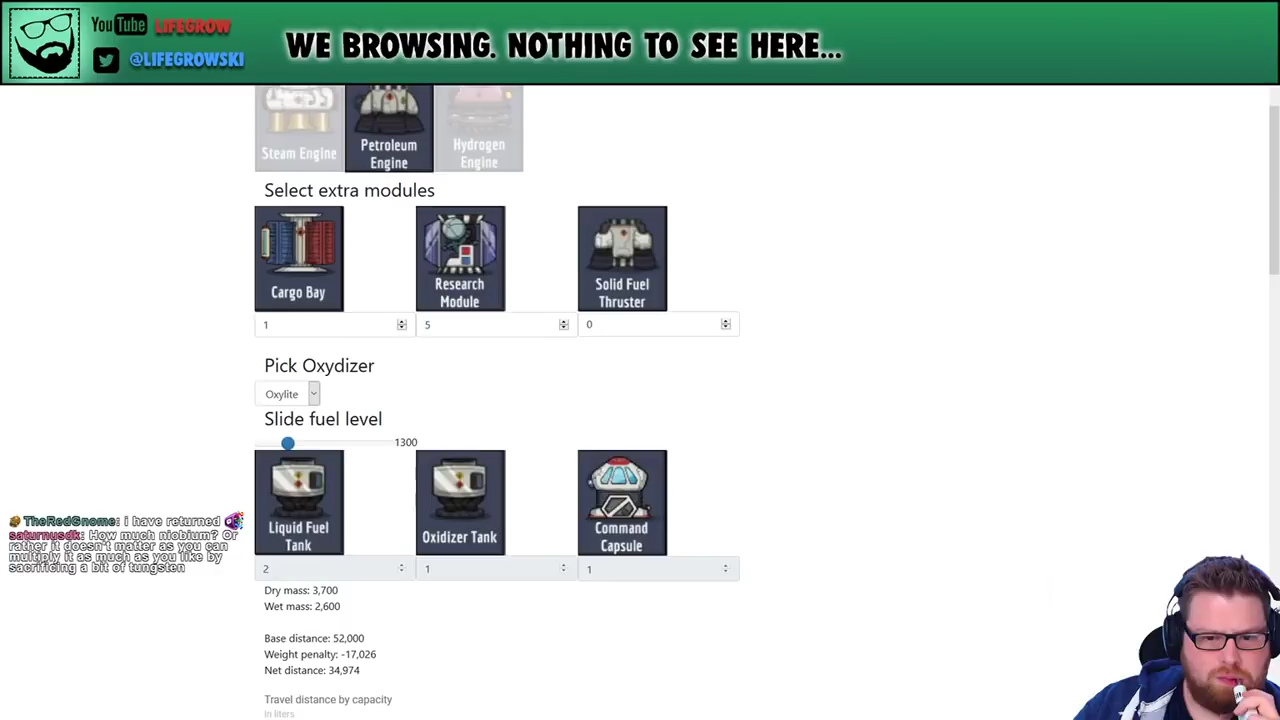 YouTube LIFEGROW
@LIFEGROWSKI
WE BROWSING. NOTHING TO SEE HERE...
Steam Engine
Petroleum
Engine
Hydrogen
Engine
Select extra modules
Cargo Bay
Research
Module
Solid Fuel
Thruster
1
5
0
Pick Oxydizer
Oxylite
Slide fuel level
1300
Liquid Fuel
Tank
Oxidizer Tank
Command
Capsule
2
1
1
Dry mass: 3,700
Wet mass: 2,600
Base distance: 52,000
Weight penalty: -17,026
Net distance: 34,974
Travel distance by capacity
In liters
TheRedGnome: i have returned
saturnusdk: How much niobium? Or
rather it doesn't matter as you can
multiply it as much as you like by
sacrificing a bit of tungsten